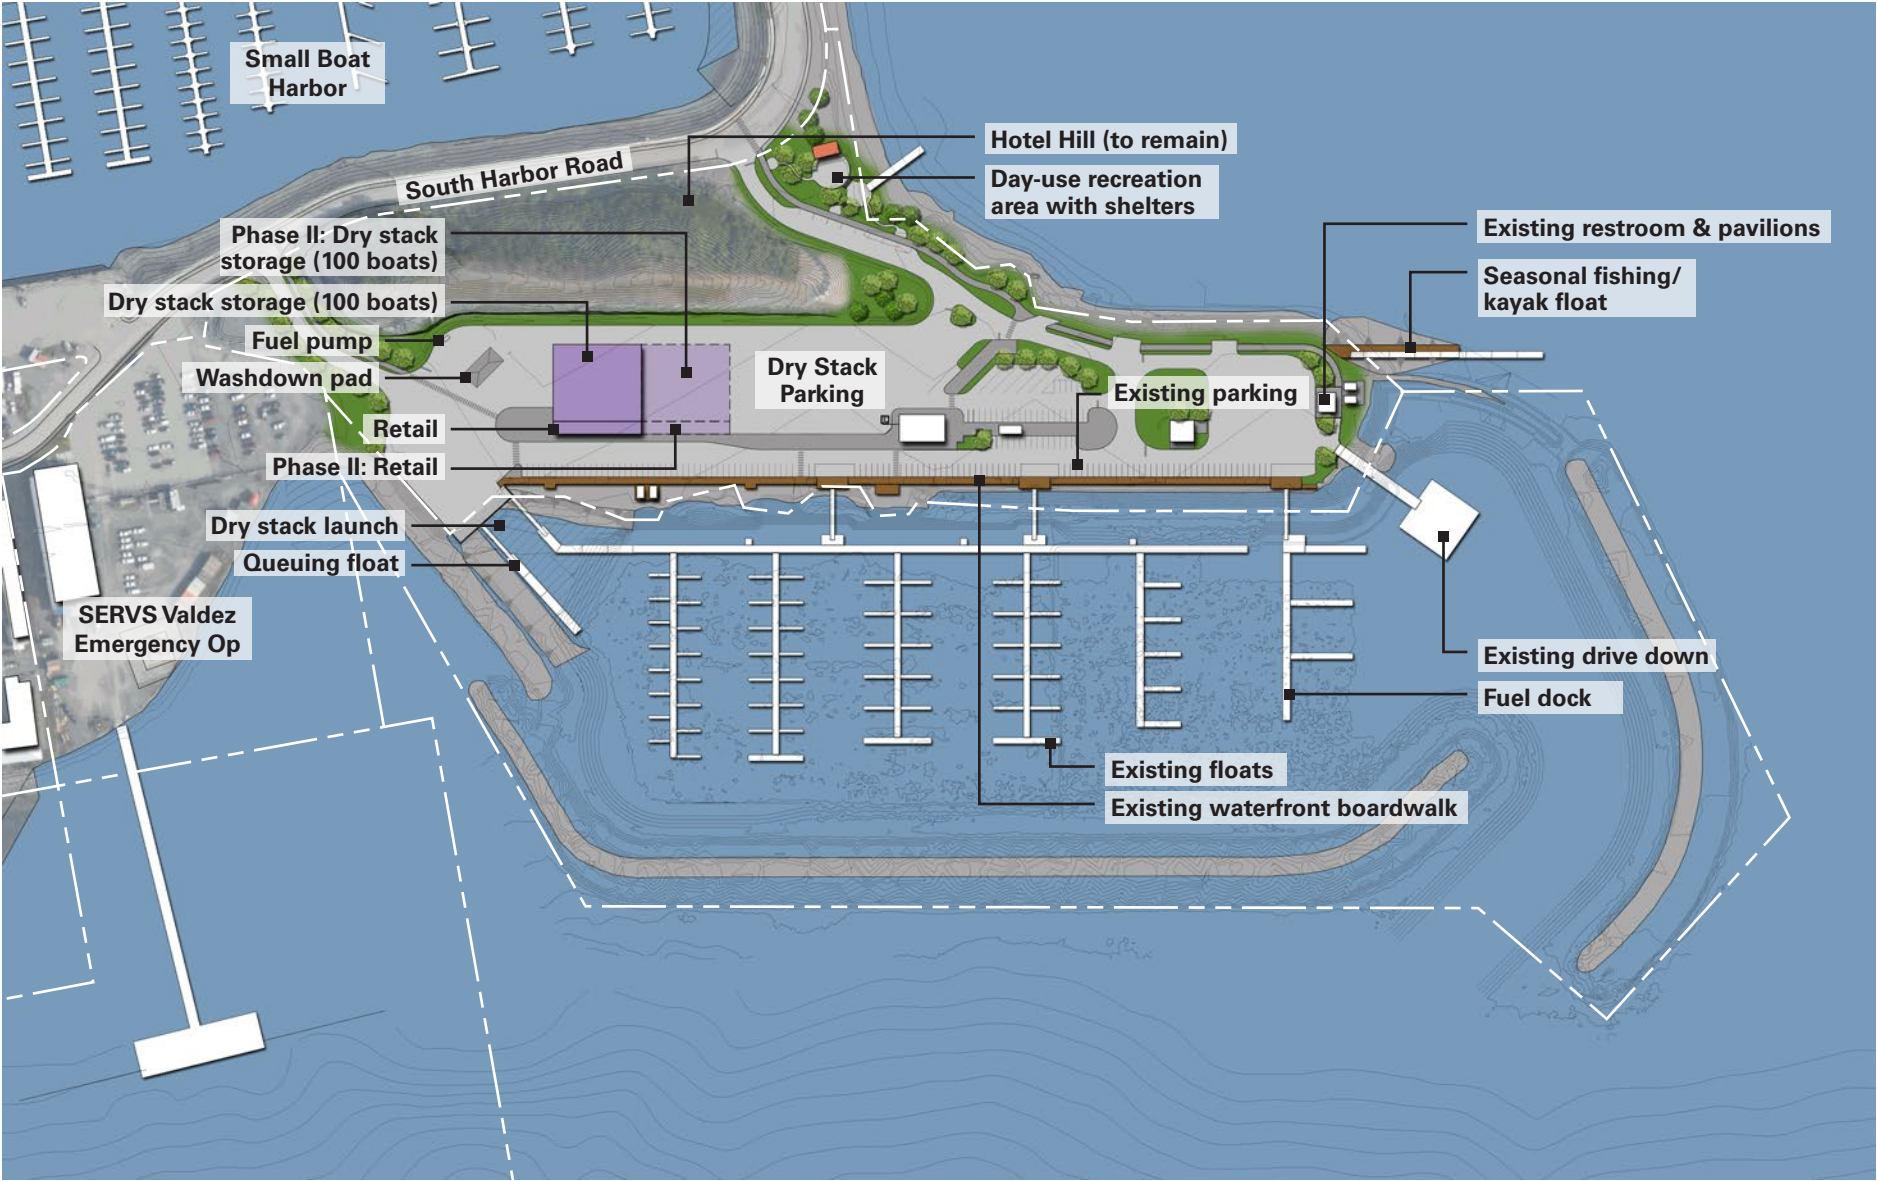 Small Boat
Harbor
South Harbor Road
Hotel Hill (to remain)
Day-use recreation
area with shelters
Existing restroom & pavilions
Seasonal fishing/
kayak float
Phase II: Dry stack
storage (100 boats)
Dry stack storage (100 boats)
Fuel pump
Washdown pad
Retail
Phase II: Retail
Dry Stack
Parking
Existing parking
Dry stack launch
Queuing float
SERVS Valdez
Emergency Op
Existing drive down
Fuel dock
Existing floats
Existing waterfront boardwalk